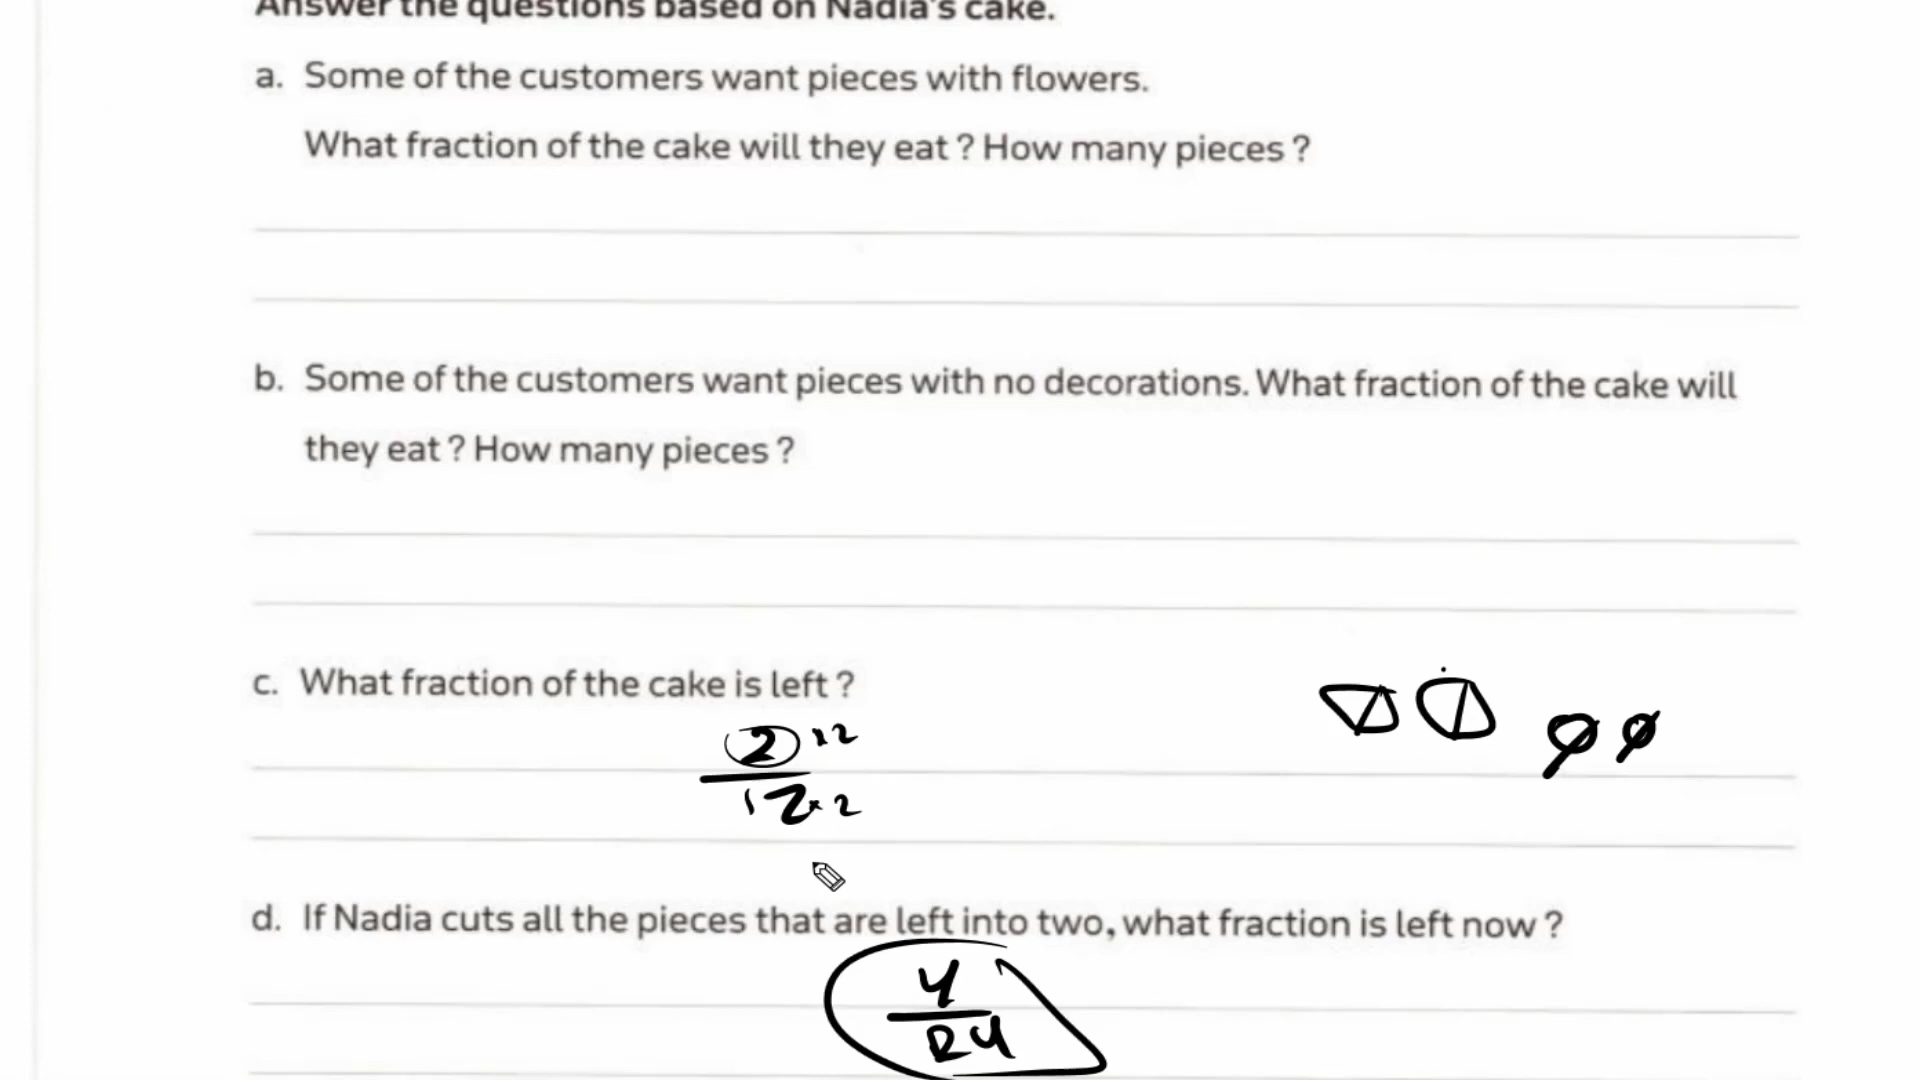 Answer the questions based on Nadia's cake.
a. Some of the customers want pieces with flowers.
What fraction of the cake will they eat ? How many pieces ?
b. Some of the customers want pieces with no decorations. What fraction of the cake will
they eat ? How many pieces ?
c. What fraction of the cake is left ?
2 ×2
12 × 2
d. If Nadia cuts all the pieces that are left into two, what fraction is left now ?
4
24